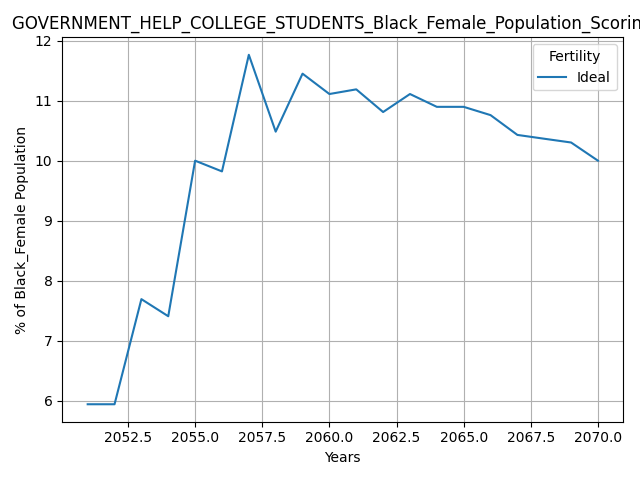 GOVERNMENT_HELP_COLLEGE_STUDENTS_Black_Female_Population_Scorin
12
11
10
9
8
7
6
% of Black_Female Population
Fertility
Ideal
2052.5 2055.0 2057.5 2060.0 2062.5 2065.0 2067.5 2070.0
Years